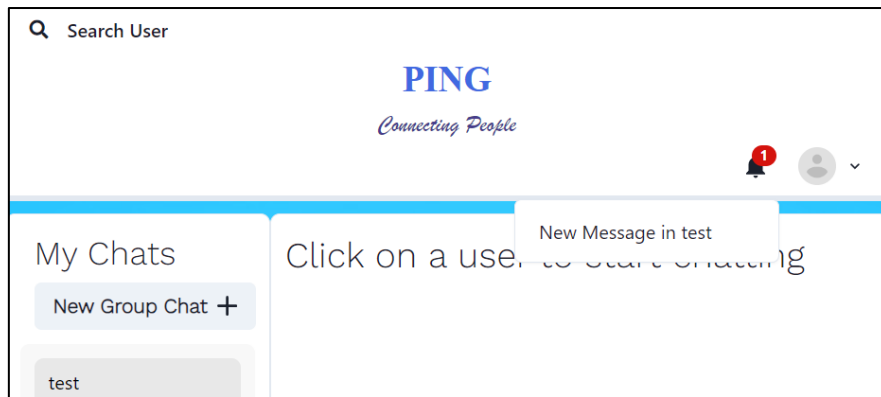 Search User
PING
Connecting People
1
New Message in test
My Chats
Click on a user to start chatting
New Group Chat +
test